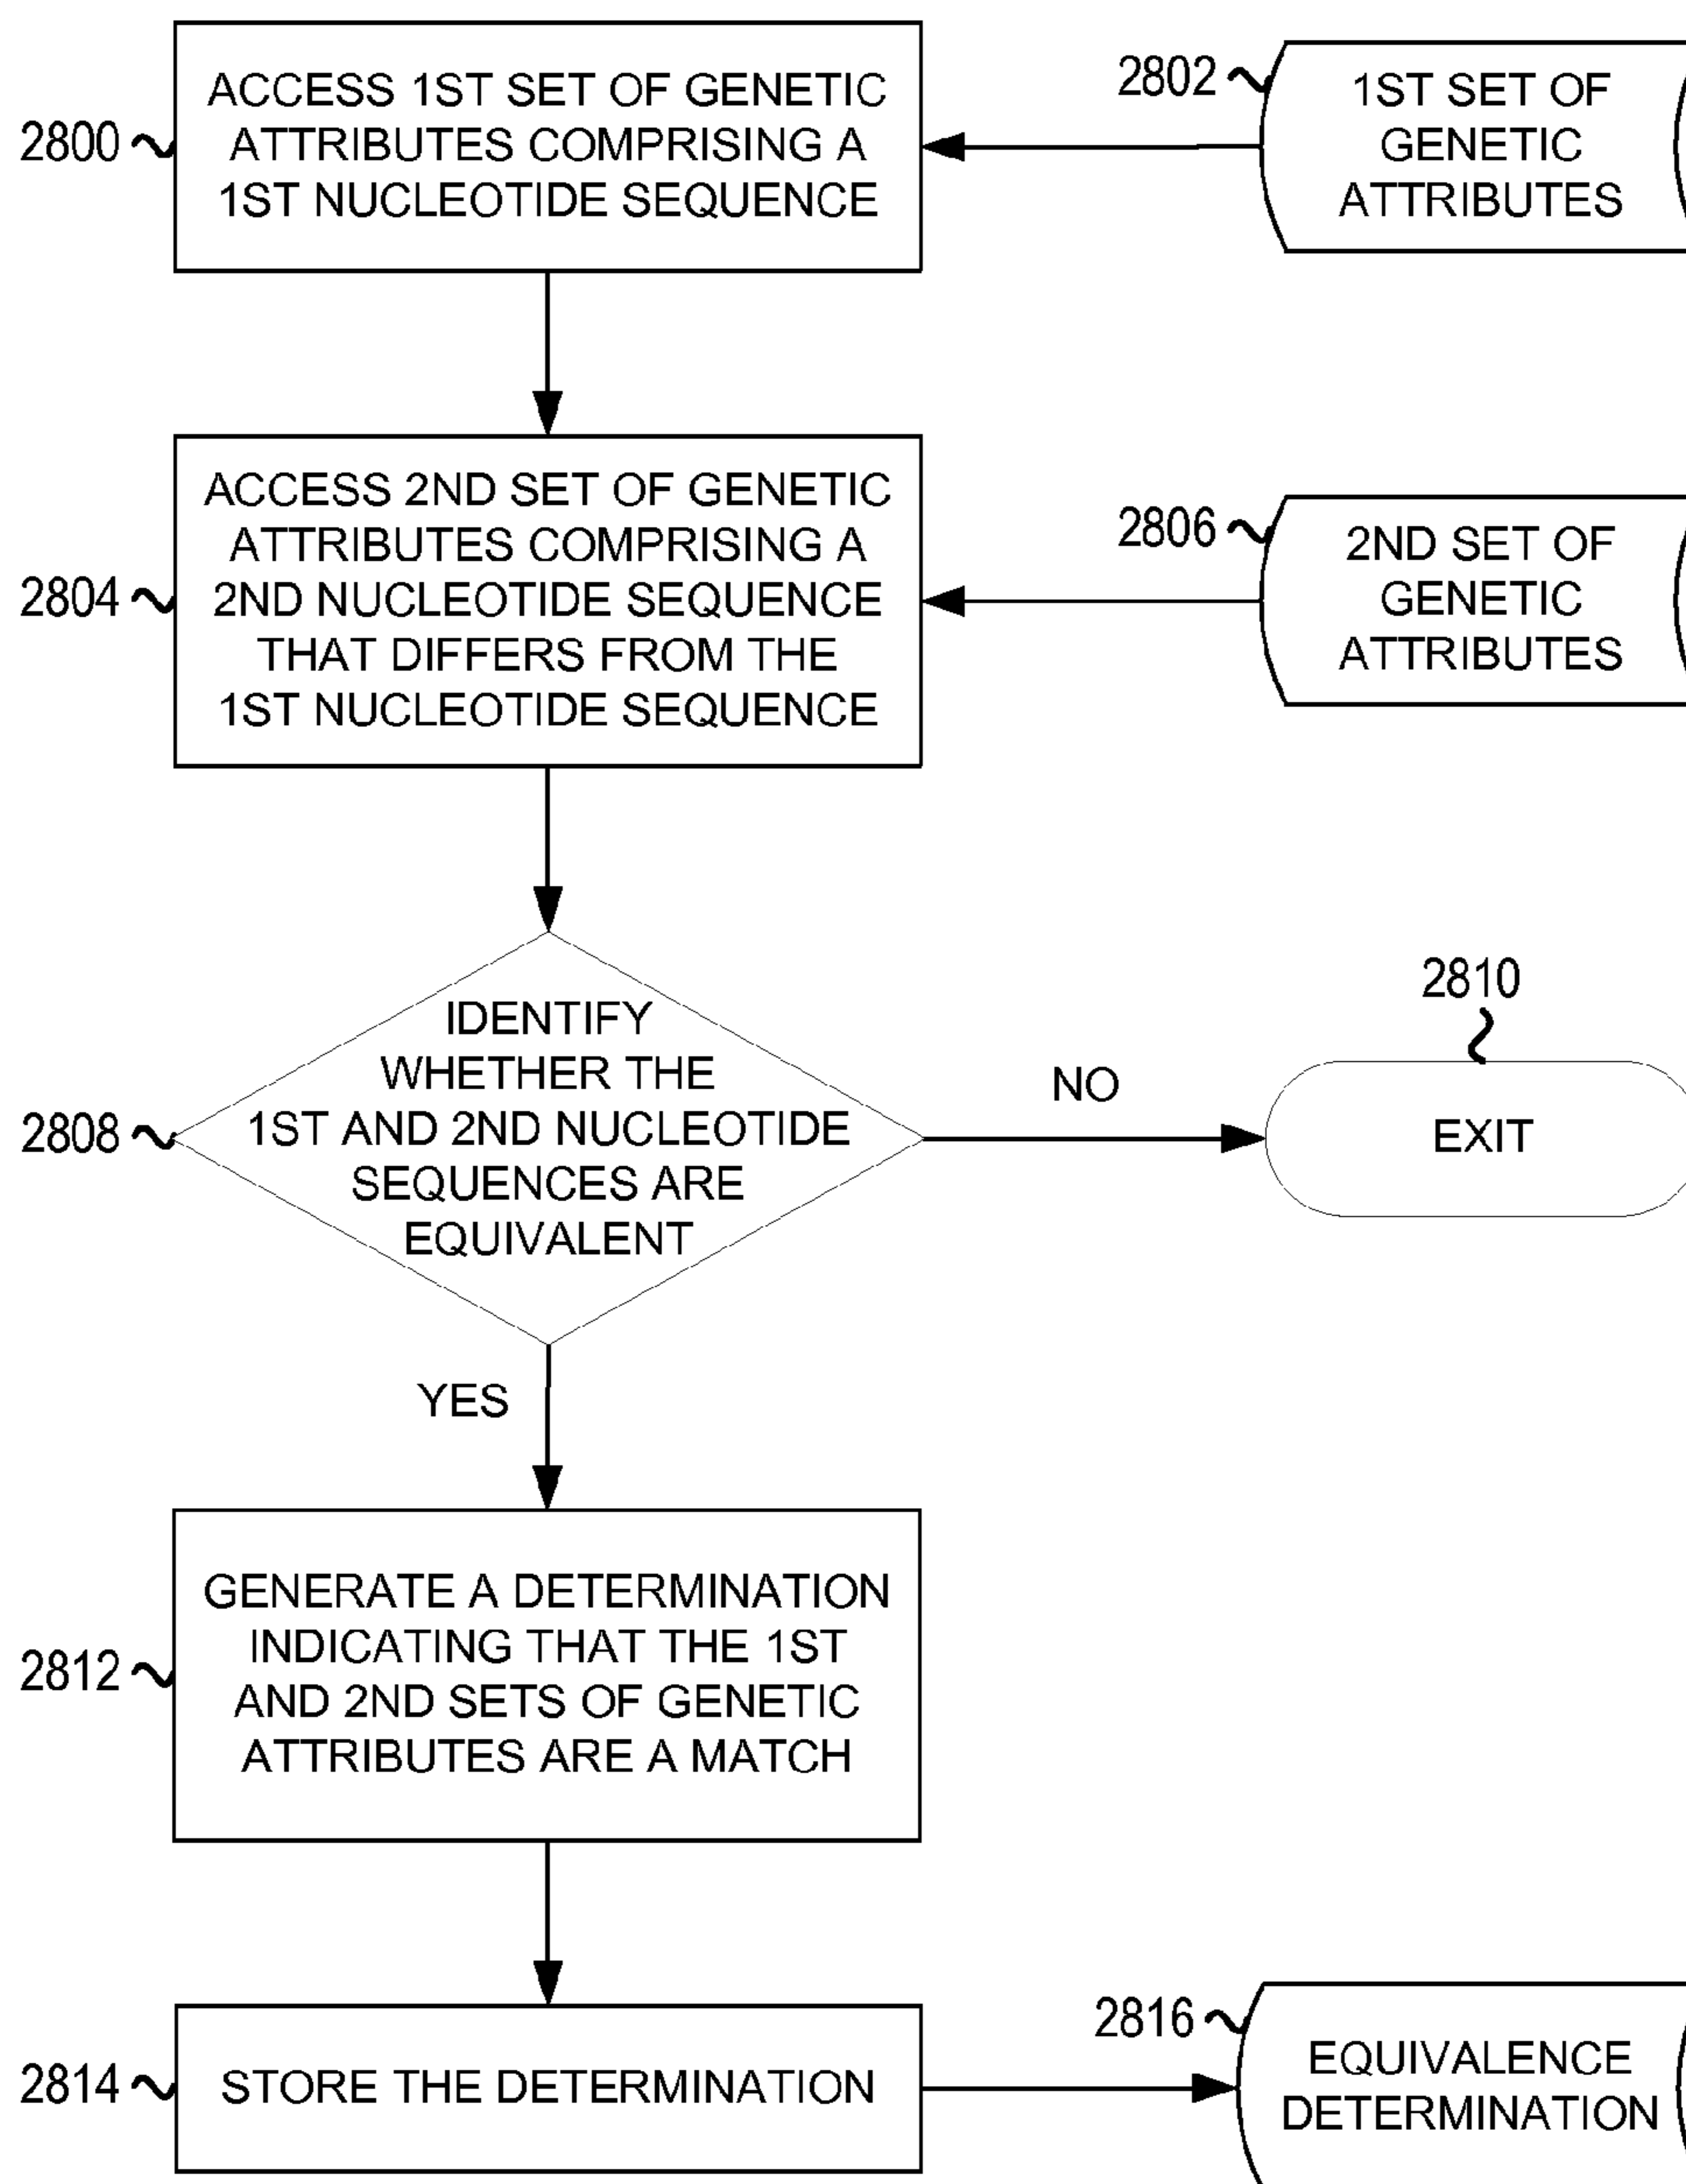 ACCESS 1ST SET OF GENETIC
ATTRIBUTES COMPRISING A
1ST NUCLEOTIDE SEQUENCE
2800
2802
1ST SET OF
GENETIC
ATTRIBUTES
ACCESS 2ND SET OF GENETIC
ATTRIBUTES COMPRISING A
2ND NUCLEOTIDE SEQUENCE
THAT DIFFERS FROM THE
1ST NUCLEOTIDE SEQUENCE
2804
2806
2ND SET OF
GENETIC
ATTRIBUTES
IDENTIFY
WHETHER THE
1ST AND 2ND NUCLEOTIDE
SEQUENCES ARE
EQUIVALENT
2808
NO
2810
EXIT
YES
GENERATE A DETERMINATION
INDICATING THAT THE 1ST
AND 2ND SETS OF GENETIC
ATTRIBUTES ARE A MATCH
2812
STORE THE DETERMINATION
2814
2816
EQUIVALENCE
DETERMINATION